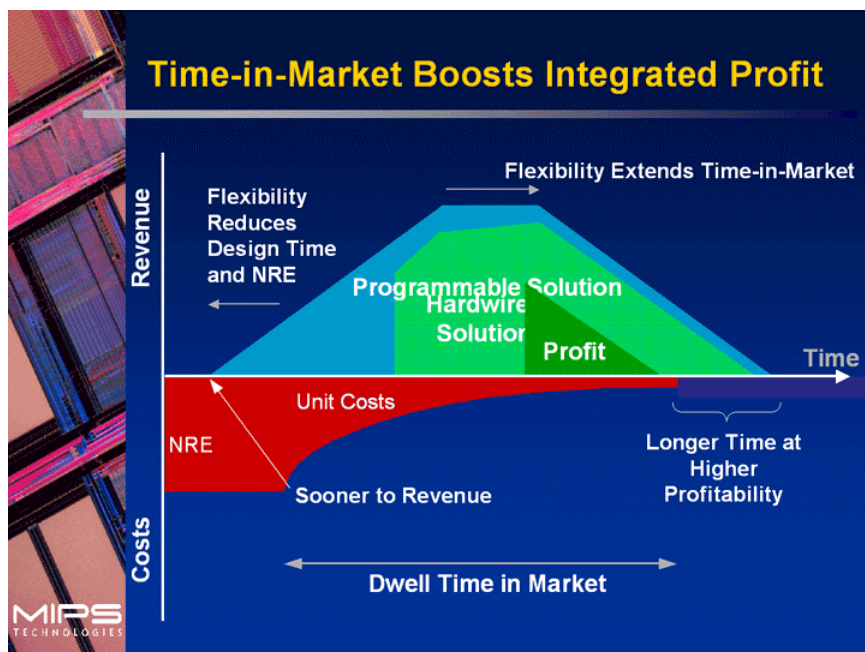 Time-in-Market Boosts Integrated Profit
Flexibility Extends Time-in-Market
Flexibility
Reduces
Design Time
and NRE
Revenue
Programmable Solution
Hardwire
Solution
Profit
Time
Unit Costs
NRE
Longer Time at
Higher
Profitability
Sooner to Revenue
Costs
Dwell Time in Market
MIPS
TECHNOLOGIES